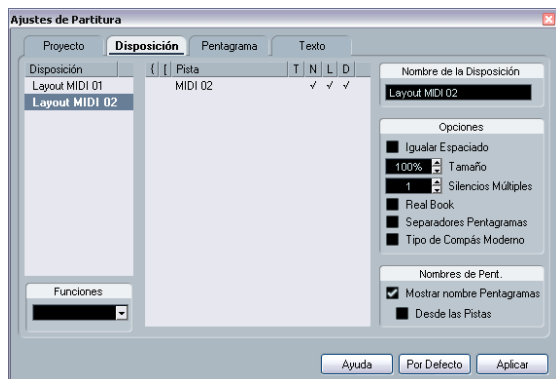 Ajustes de Partitura
Proyecto Disposición Pentagrama Texto
Disposición
Layout MIDI 01
Layout MIDI 02
{ [ Pista T N L D
MIDI 02 √ √ √
Nombre de la Disposición
Layout MIDI 02
Opciones
Igualar Espaciado
100% Tamaño
1 Silencios Múltiples
Real Book
Separadores Pentagramas
Tipo de Compás Moderno
Nombres de Pent.
Mostrar nombre Pentagramas
Desde las Pistas
Funciones
Ayuda Por Defecto Aplicar